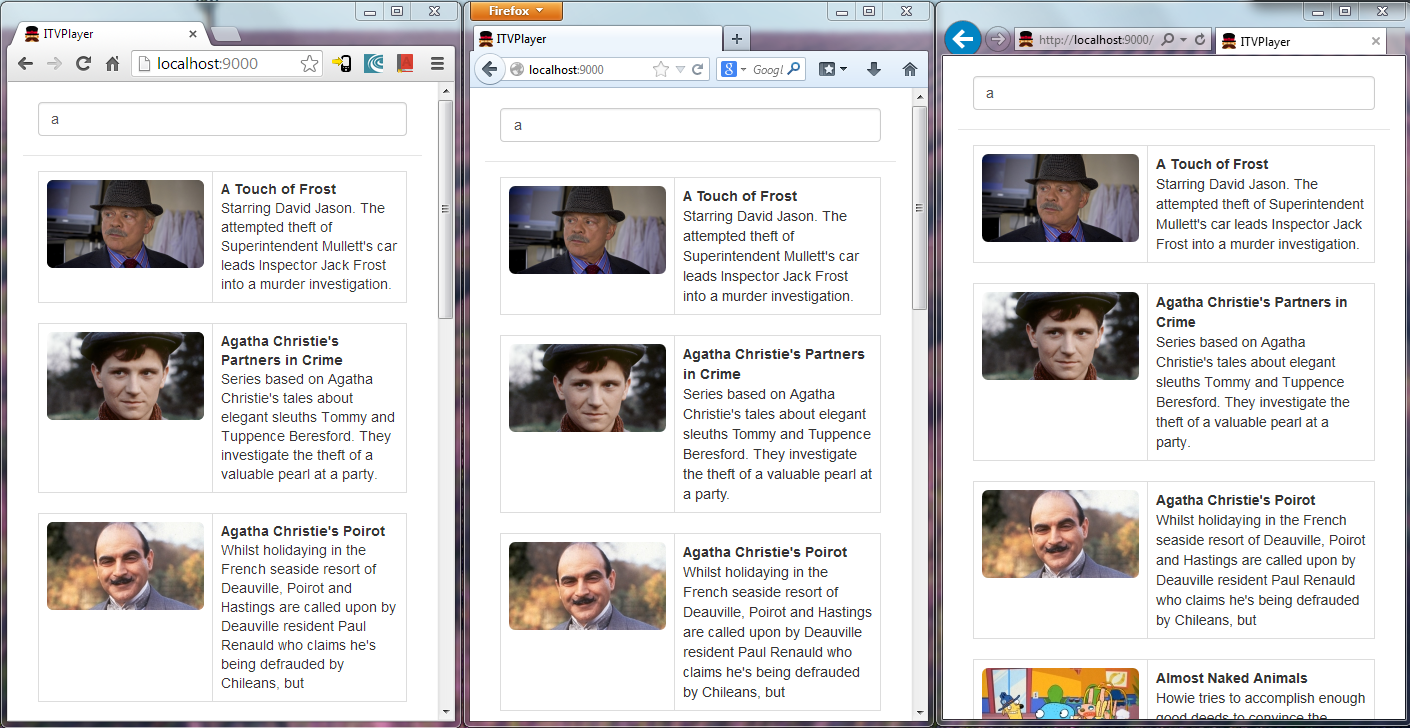 ITVPlayer
localhost:9000
a
A Touch of Frost
Starring David Jason. The
attempted theft of
Superintendent Mullett's car
leads Inspector Jack Frost
into a murder investigation.
Agatha Christie's
Partners in Crime
Series based on Agatha
Christie's tales about
elegant sleuths Tommy and
Tuppence Beresford. They
investigate the theft of a
valuable pearl at a party.
Agatha Christie's Poirot
Whilst holidaying in the
French seaside resort of
Deauville, Poirot and
Hastings are called upon by
Deauville resident Paul
Renauld who claims he's
being defrauded by
Chileans, but
Firefox
ITVPlayer
localhost:9000
8 Googl
a
A Touch of Frost
Starring David Jason. The
attempted theft of
Superintendent Mullett's car
leads Inspector Jack Frost
into a murder investigation.
Agatha Christie's Partners
in Crime
Series based on Agatha
Christie's tales about elegant
sleuths Tommy and Tuppence
Beresford. They investigate
the theft of a valuable pearl at
a party.
Agatha Christie's Poirot
Whilst holidaying in the
French seaside resort of
Deauville, Poirot and Hastings
are called upon by Deauville
resident Paul Renauld who
claims he's being defrauded
by Chileans, but
http://localhost:9000/
ITVPlayer
a
A Touch of Frost
Starring David Jason. The
attempted theft of Superintendent
Mullett's car leads Inspector Jack
Frost into a murder investigation.
Agatha Christie's Partners in
Crime
Series based on Agatha
Christie's tales about elegant
sleuths Tommy and Tuppence
Beresford. They investigate the
theft of a valuable pearl at a
party.
Agatha Christie's Poirot
Whilst holidaying in the French
seaside resort of Deauville, Poirot
and Hastings are called upon by
Deauville resident Paul Renauld
who claims he's being defrauded
by Chileans, but
Almost Naked Animals
Howie tries to accomplish enough
good deeds to convince the